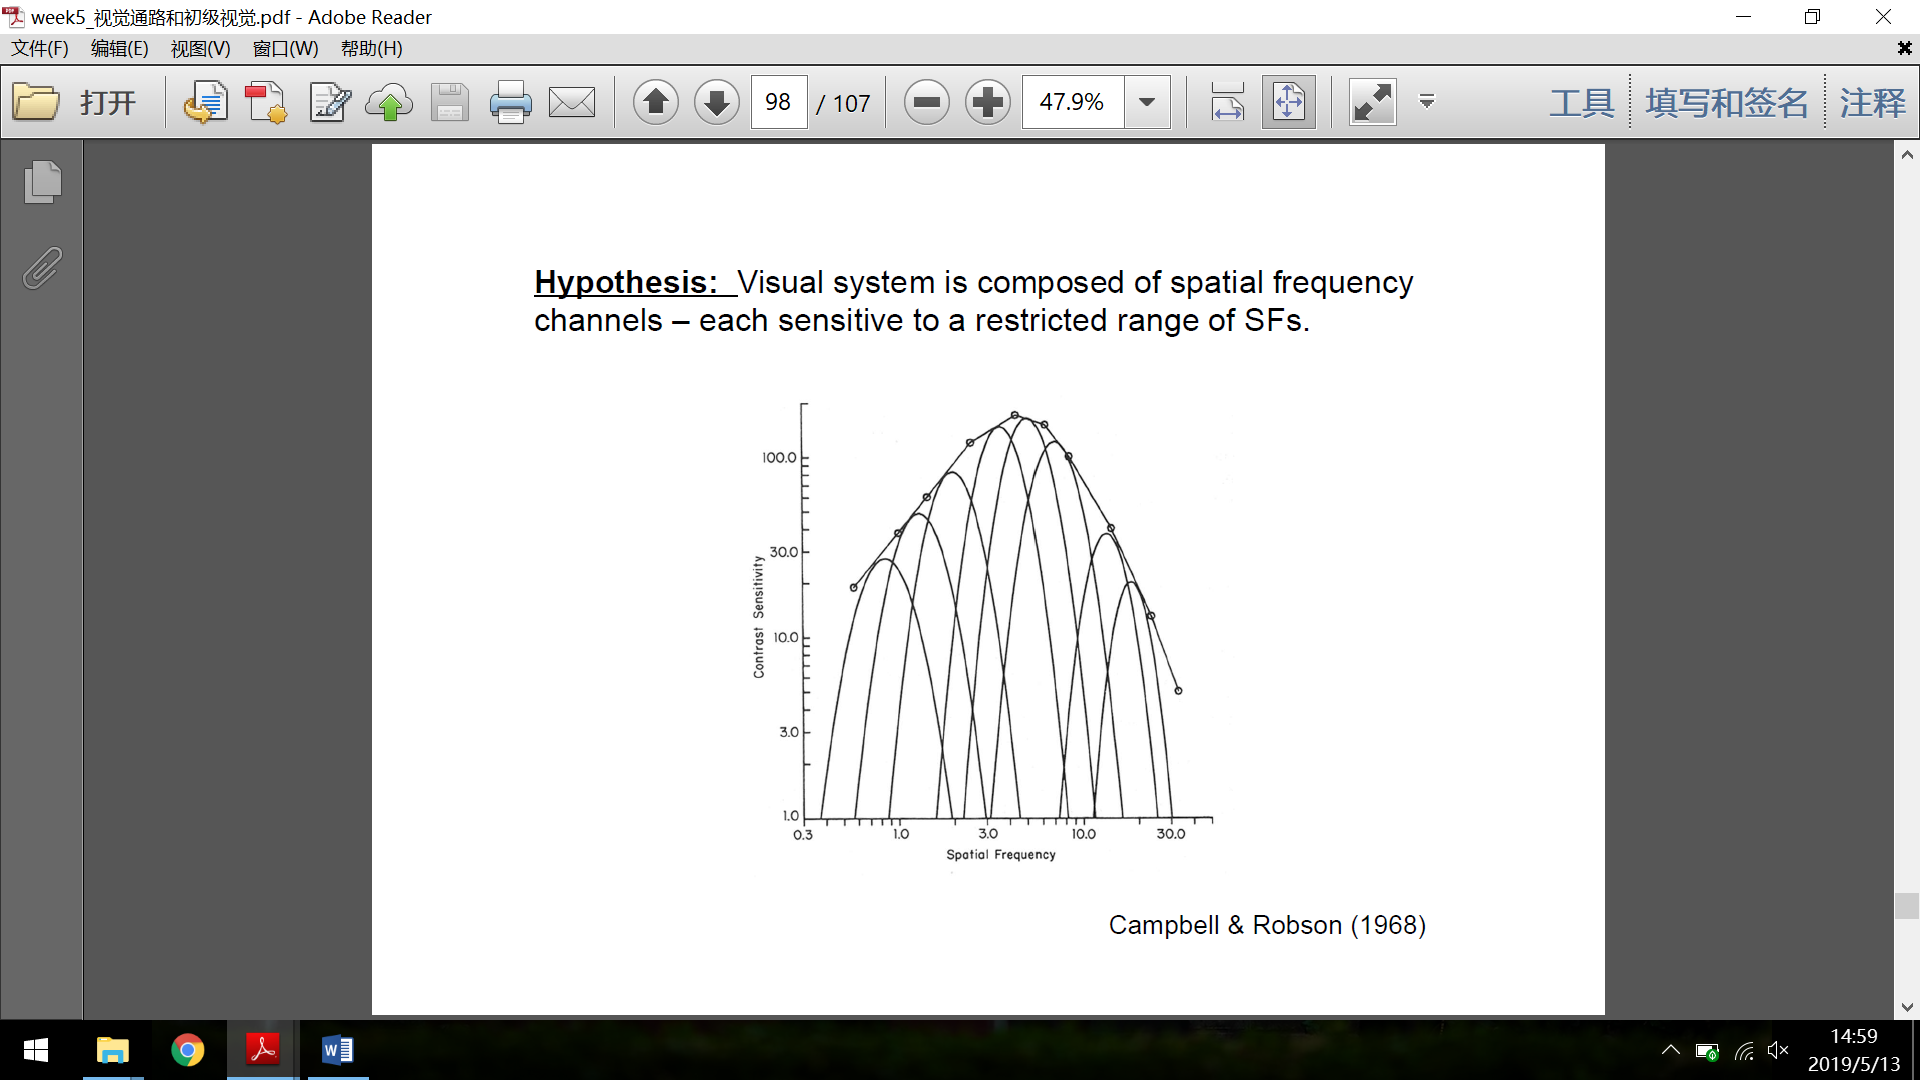 week5_视觉通路和初级视觉.pdf - Adobe Reader
文件(F) 编辑(E) 视图(V) 窗口(W) 帮助(H)
打开 98 / 107 47.9% 工具 填写和签名 注释
Hypothesis: Visual system is composed of spatial frequency
channels – each sensitive to a restricted range of SFs.
100.0
30.0
10.0
3.0
1.0
Contrast Sensitivity
0.3 1.0 3.0 10.0 30.0
Spatial Frequency
Campbell & Robson (1968)
14:59
2019/5/13